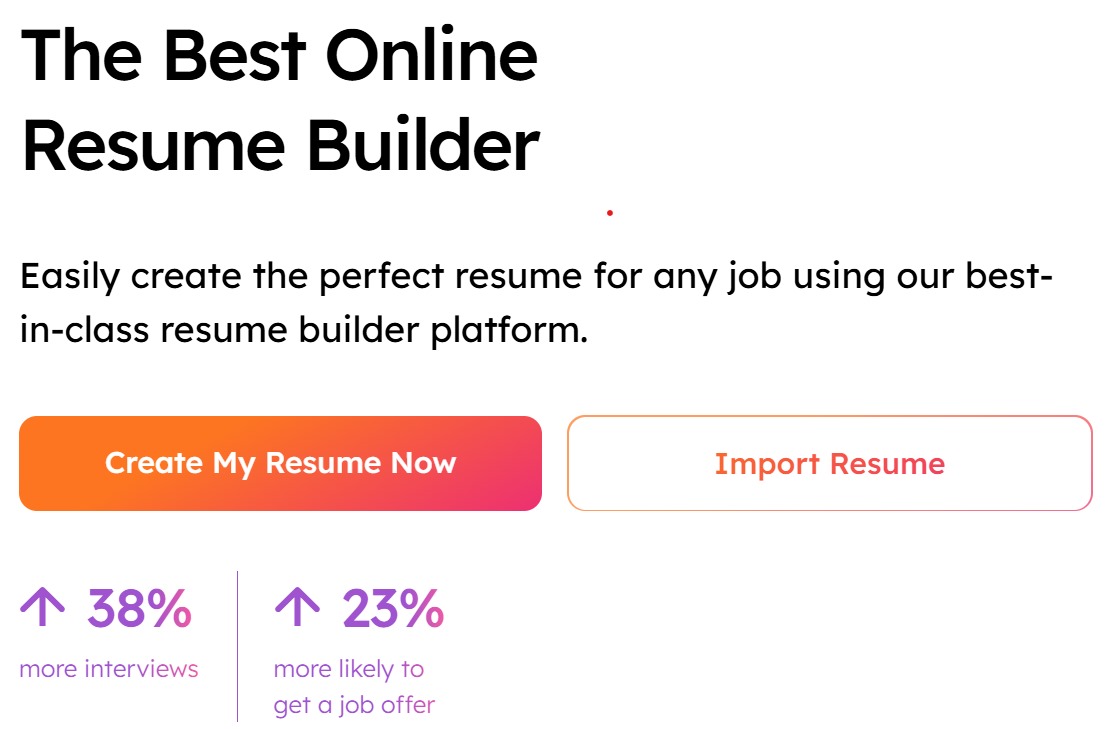 The Best Online
Resume Builder
Easily create the perfect resume for any job using our best-
in-class resume builder platform.
Create My Resume Now
Import Resume
↑ 38%
more interviews
↑ 23%
more likely to
get a job offer